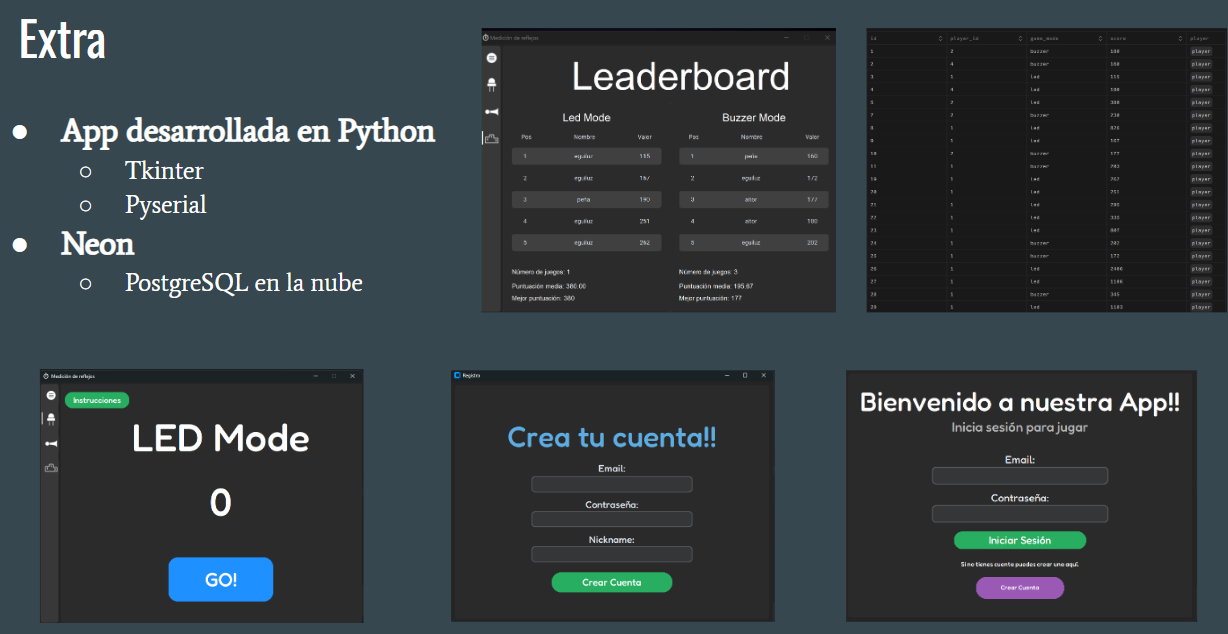 Extra
● App desarrollada en Python
○ Tkinter
○ Pyserial
● Neon
○ PostgreSQL en la nube
Medición de reflejos
Leaderboard
Led Mode
Pos Nombre Valor
1 eguiluz 115
2 eguiluz 167
3 peña 190
4 eguiluz 251
5 eguiluz 262
Número de juegos: 1
Puntuación media: 380.00
Mejor puntuación: 380
Buzzer Mode
Pos Nombre Valor
1 peña 160
2 eguiluz 172
3 aitor 177
4 aitor 180
5 eguiluz 202
Número de juegos: 3
Puntuación media: 195.67
Mejor puntuación: 177
id player_id game_mode score player
1 2 buzzer 180 player
2 4 buzzer 160 player
3 1 led 115 player
4 4 led 190 player
5 2 led 380 player
7 2 buzzer 230 player
8 1 led player
9 1 led 167 player
10 2 buzzer 177 player
11 1 buzzer player
19 1 led 262 player
20 1 led 251 player
21 1 led player
22 1 led player
23 1 led player
24 1 buzzer 202 player
25 1 buzzer 172 player
26 1 led player
27 1 led player
28 1 buzzer 345 player
29 1 led player
Medición de reflejos
Instrucciones
LED Mode
0
GO!
Registro
Crea tu cuenta!!
Email:
Contraseña:
Nickname:
Crear Cuenta
Bienvenido a nuestra App!!
Inicia sesión para jugar
Email:
Contraseña:
Iniciar Sesión
Si no tienes cuenta puedes crear una aquí.
Crear Cuenta